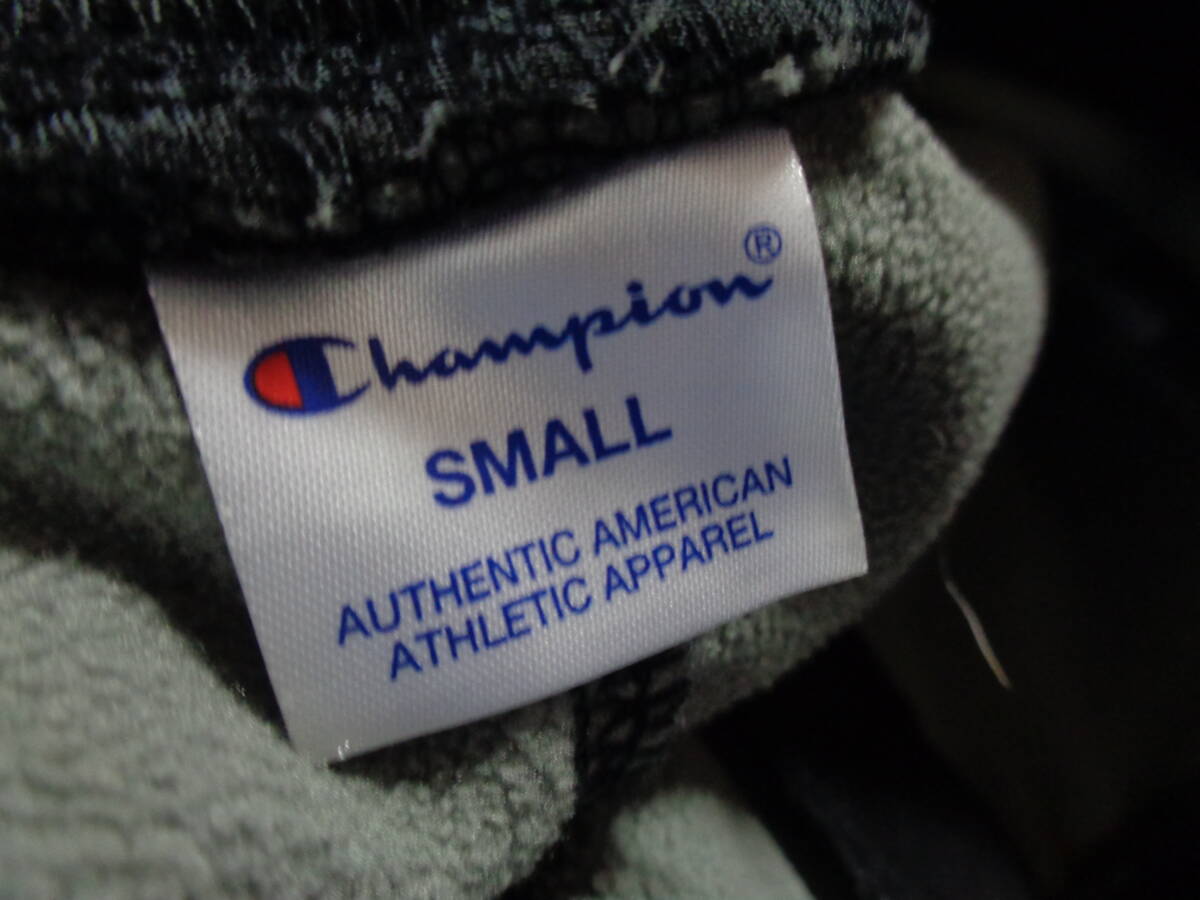 Champion®
SMALL
AUTHENTIC AMERICAN
ATHLETIC APPAREL